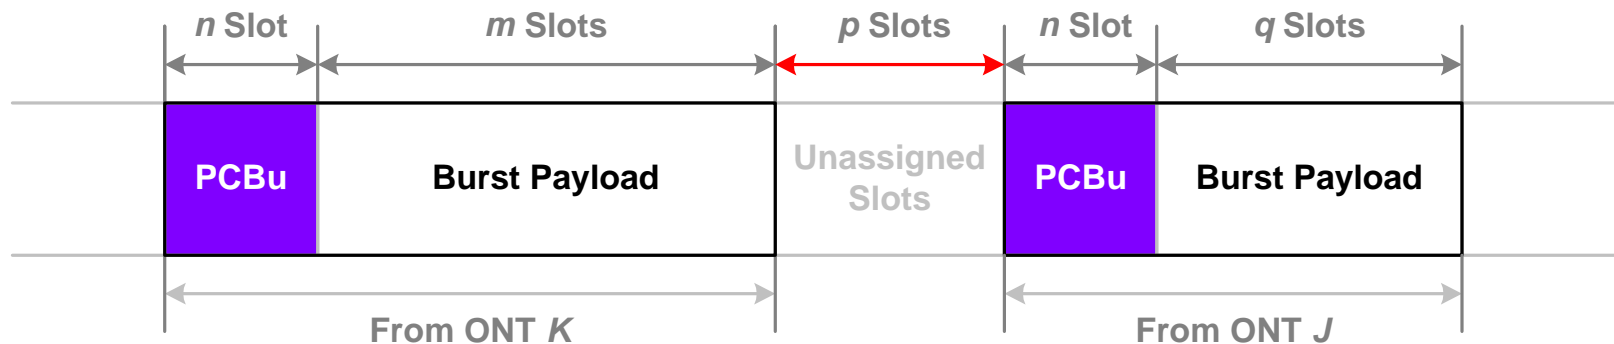 n Slot
m Slots
p Slots
n Slot
q Slots
PCBu
Burst Payload
Unassigned
Slots
PCBu
Burst Payload
From ONT K
From ONT J